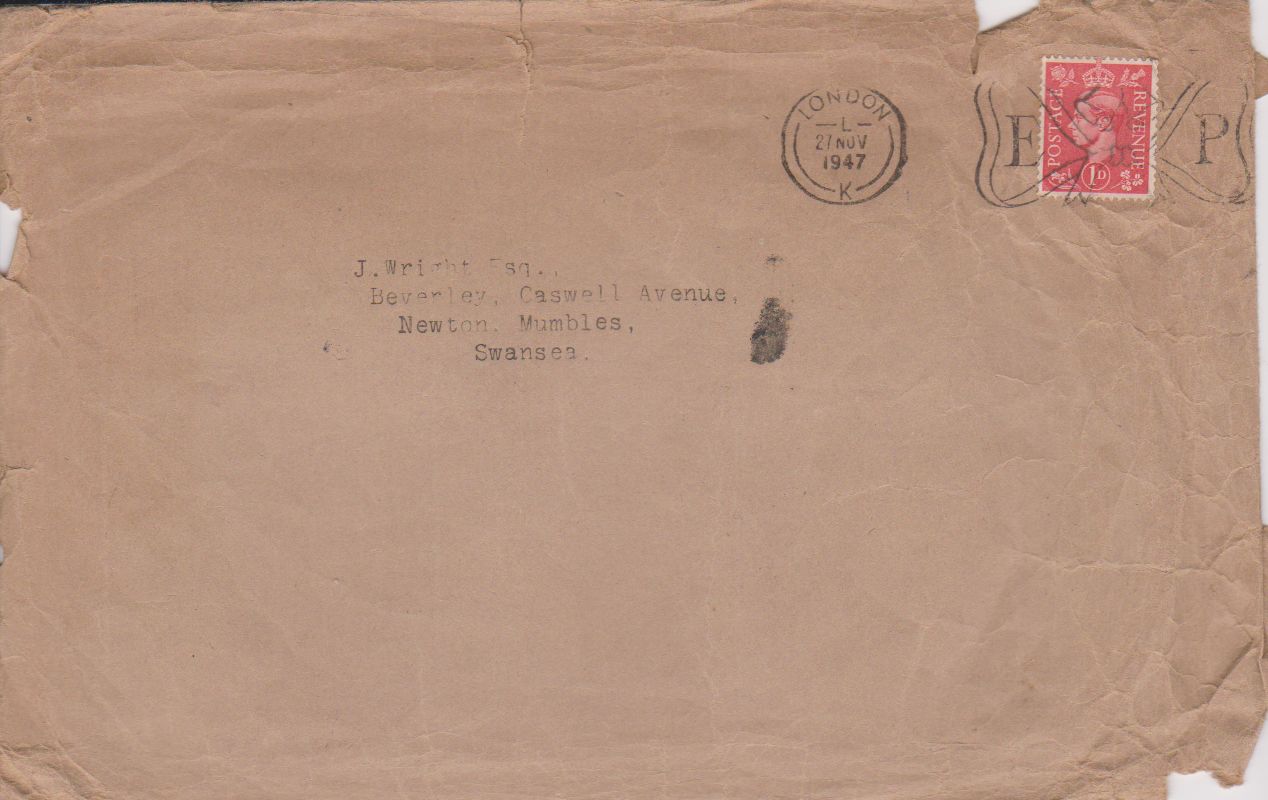 LONDON
L
27 NOV
1947
K
E P
POSTAGE REVENUE
1D
J.Wright Esq.,
Beverley, Caswell Avenue,
Newton. Mumbles,
Swansea.